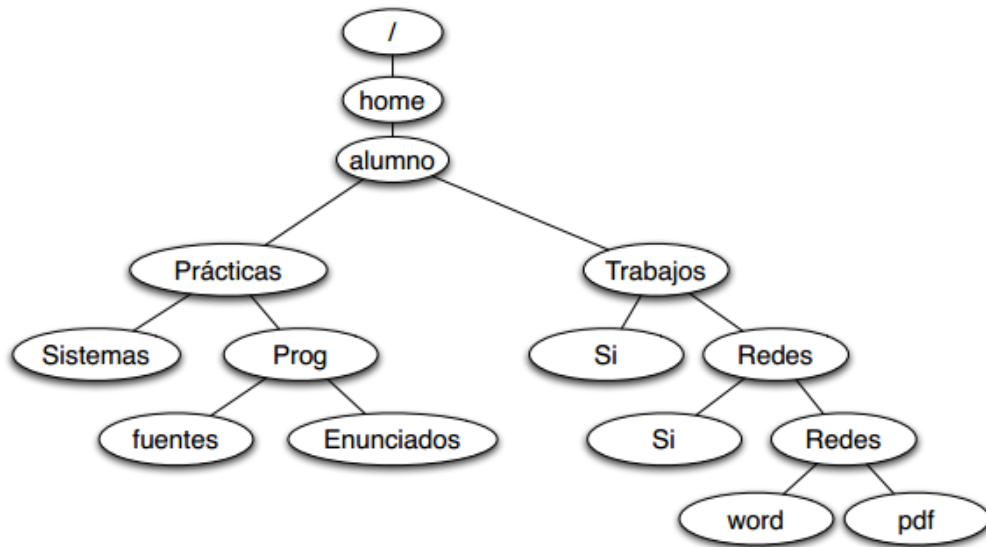 /
home
alumno
Prácticas
Trabajos
Sistemas
Prog
Si
Redes
fuentes
Enunciados
Si
Redes
word
pdf